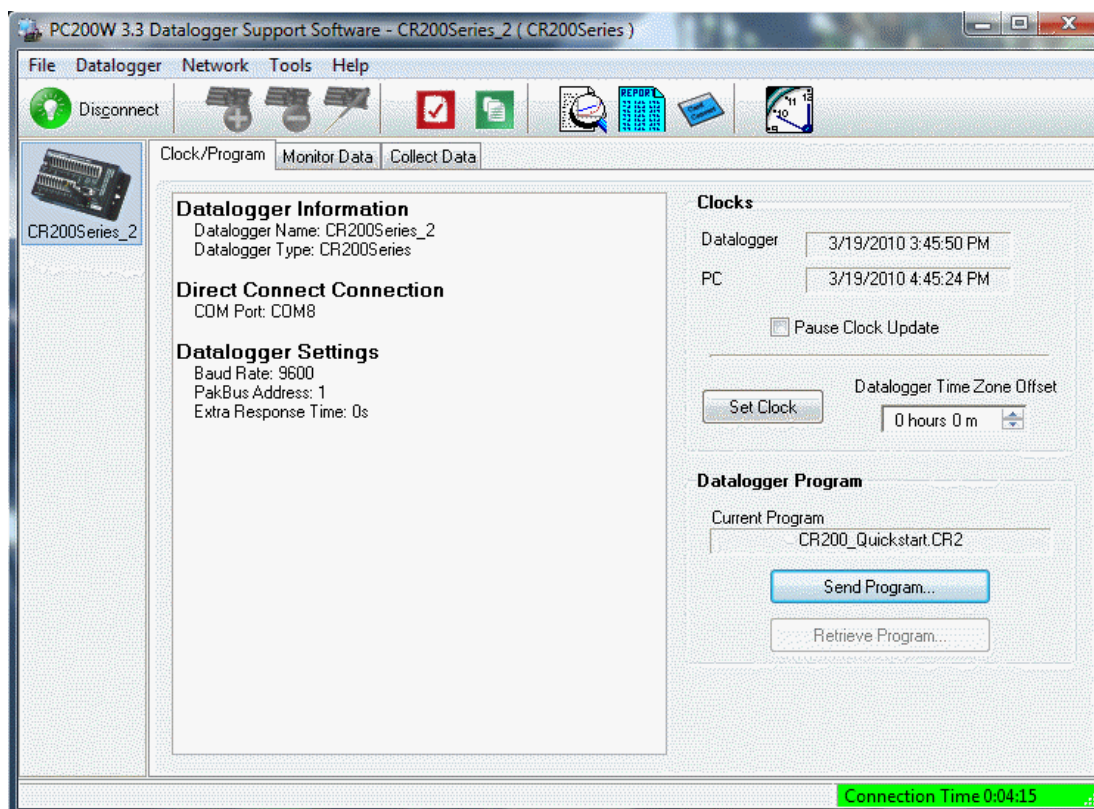 PC200W 3.3 Datalogger Support Software - CR200Series_2 ( CR200Series )
File Datalogger Network Tools Help
Disconnect
REPORT
CR200Series_2
Clock/Program Monitor Data Collect Data
Datalogger Information
Datalogger Name: CR200Series_2
Datalogger Type: CR200Series
Direct Connect Connection
COM Port: COM8
Datalogger Settings
Baud Rate: 9600
PakBus Address: 1
Extra Response Time: 0s
Clocks
Datalogger 3/19/2010 3:45:50 PM
PC 3/19/2010 4:45:24 PM
Pause Clock Update
Set Clock
Datalogger Time Zone Offset
0 hours 0 m
Datalogger Program
Current Program
CR200_Quickstart.CR2
Send Program...
Retrieve Program...
Connection Time 0:04:15